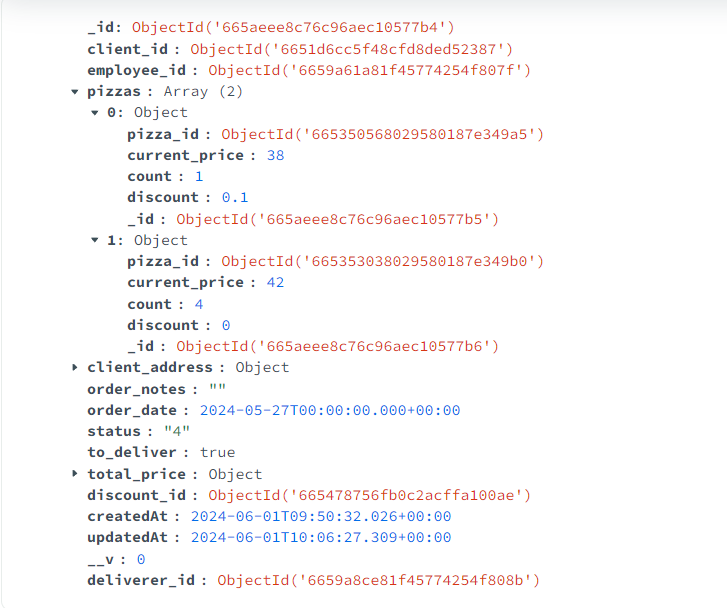 _id: ObjectId('665aeee8c76c96aec10577b4')
client_id : ObjectId('6651d6cc5f48cfd8ded52387')
employee_id : ObjectId('6659a61a81f45774254f807f')
pizzas : Array (2)
0: Object
pizza_id : ObjectId('665350568029580187e349a5')
current_price : 38
count : 1
discount : 0.1
_id : ObjectId('665aeee8c76c96aec10577b5')
1: Object
pizza_id : ObjectId('665353038029580187e349b0')
current_price : 42
count : 4
discount : 0
_id : ObjectId('665aeee8c76c96aec10577b6')
client_address : Object
order_notes : ""
order_date : 2024-05-27T00:00:00.000+00:00
status : "4"
to_deliver : true
total_price : Object
discount_id : ObjectId('665478756fb0c2acffa100ae')
createdAt : 2024-06-01T09:50:32.026+00:00
updatedAt : 2024-06-01T10:06:27.309+00:00
__v : 0
deliverer_id : ObjectId('6659a8ce81f45774254f808b')